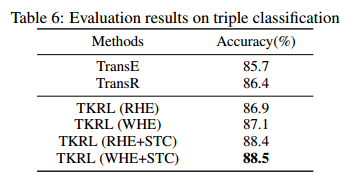 Table 6: Evaluation results on triple classification
Methods Accuracy(%)
TransE 85.7
TransR 86.4
TKRL (RHE) 86.9
TKRL (WHE) 87.1
TKRL (RHE+STC) 88.4
TKRL (WHE+STC) 88.5